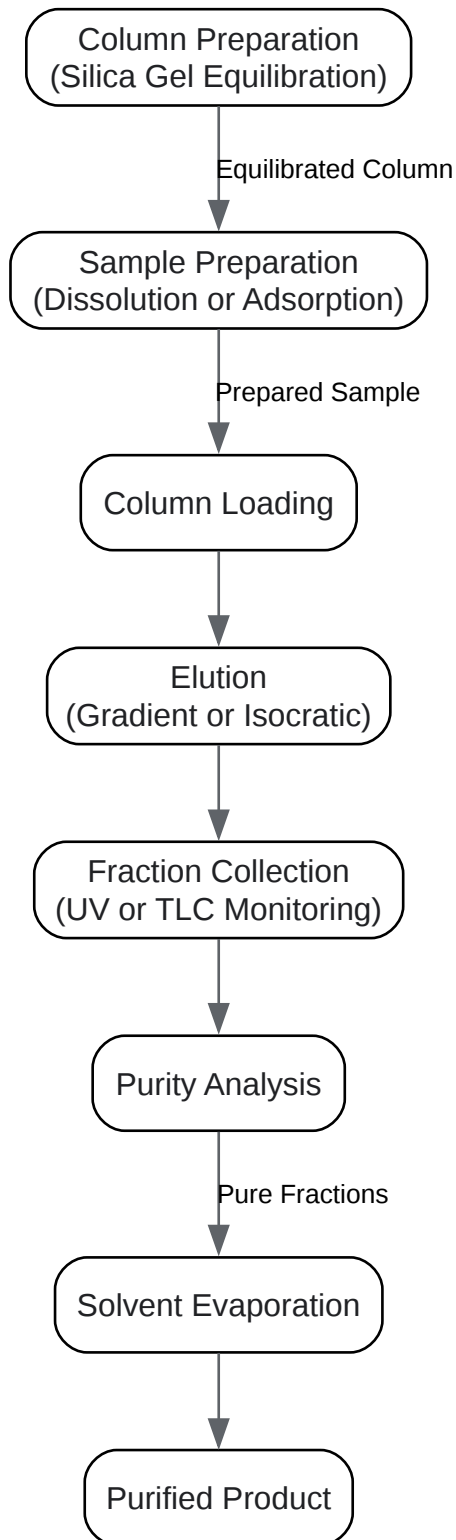 Column Preparation
(Silica Gel Equilibration)
Equilibrated Column
Sample Preparation
(Dissolution or Adsorption)
Prepared Sample
Column Loading
Elution
(Gradient or Isocratic)
Fraction Collection
(UV or TLC Monitoring)
Purity Analysis
Pure Fractions
Solvent Evaporation
Purified Product